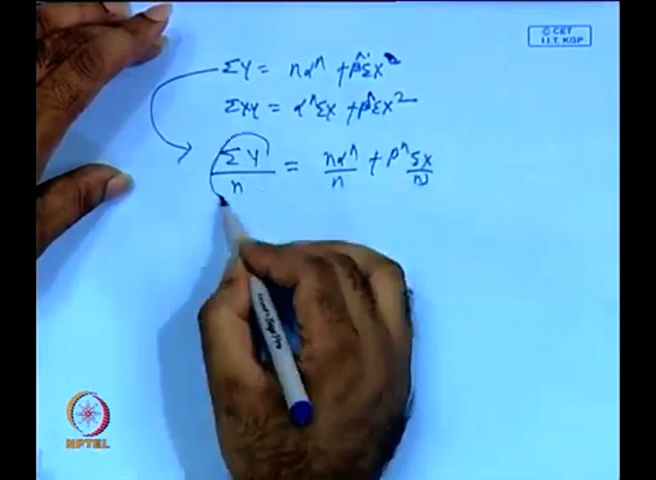 © CET
I.I.T. KGP
ΣY = nα^ + β^ΣX
ΣXY = α^ΣX + β^ΣX²
ΣY/n = nα^/n + β^ΣX/n
NPTEL